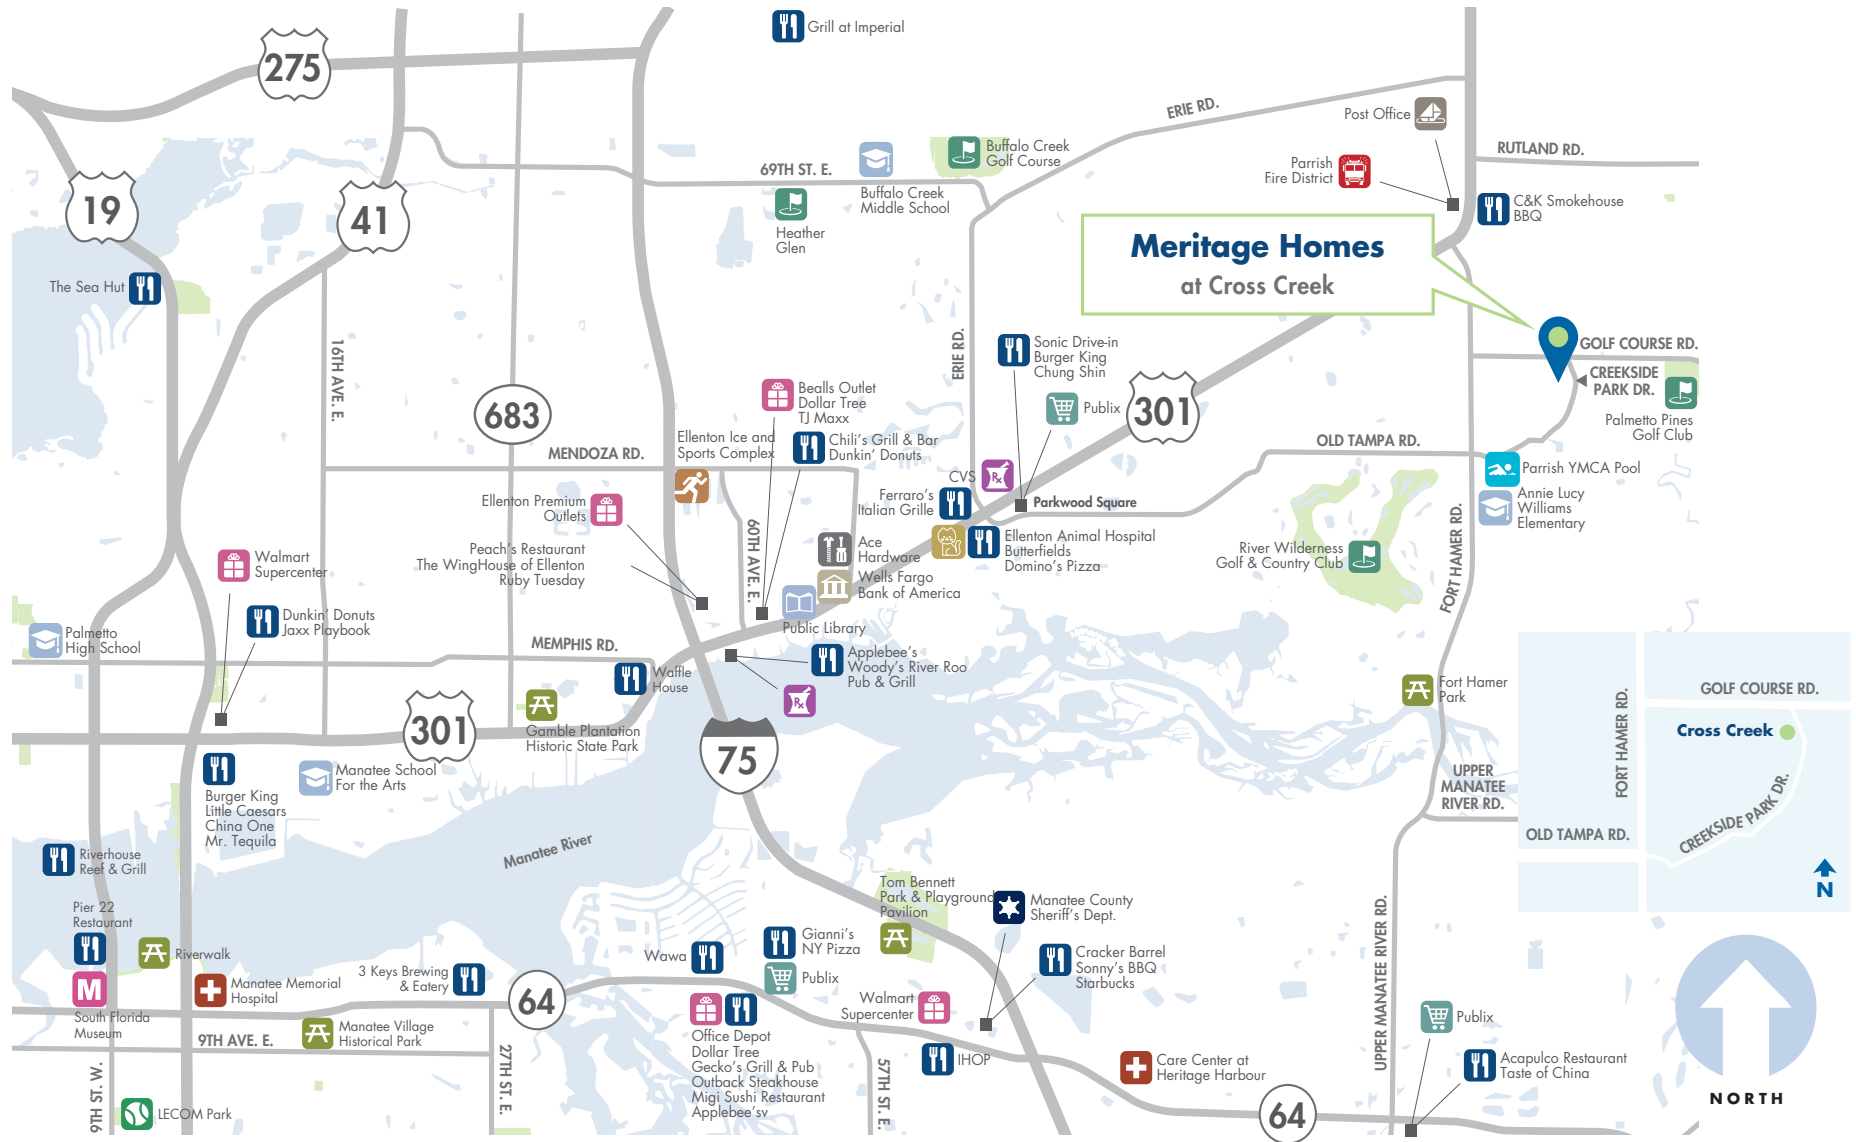 Grill at Imperial
275
ERIE RD.
Post Office
Buffalo Creek
Golf Course
RUTLAND RD.
Parrish
Fire District
69TH ST. E.
Buffalo Creek
Middle School
19
41
C&K Smokehouse
BBQ
Heather
Glen
Meritage Homes
at Cross Creek
The Sea Hut
16TH AVE. E.
ERIE RD.
Sonic Drive-in
Burger King
Chung Shin
GOLF COURSE RD.
CREEKSIDE
PARK DR.
Bealls Outlet
Dollar Tree
TJ Maxx
Publix
301
683
Palmetto Pines
Golf Club
Ellenton Ice and
Sports Complex
Chili's Grill & Bar
Dunkin' Donuts
OLD TAMPA RD.
MENDOZA RD.
Parrish YMCA Pool
CVS
Rx
Ellenton Premium
Outlets
Ferraro's
Italian Grille
Parkwood Square
Annie Lucy
Williams
Elementary
60TH AVE. E.
FORT HAMER RD.
Ace
Hardware
Ellenton Animal Hospital
Butterfields
Domino's Pizza
River Wilderness
Golf & Country Club
Peach's Restaurant
The WingHouse of Ellenton
Ruby Tuesday
Walmart
Supercenter
Wells Fargo
Bank of America
Dunkin' Donuts
Jaxx Playbook
Public Library
Palmetto
High School
MEMPHIS RD.
Applebee's
Woody's River Roo
Pub & Grill
Waffle
House
Rx
Fort Hamer
Park
GOLF COURSE RD.
FORT HAMER RD.
Cross Creek
CREEKSIDE PARK DR.
OLD TAMPA RD.
N
301
Gamble Plantation
Historic State Park
75
Manatee School
For the Arts
UPPER
MANATEE
RIVER RD.
Burger King
Little Caesars
China One
Mr. Tequila
Manatee River
Riverhouse
Reef & Grill
Tom Bennett
Park & Playground
Pavilion
Manatee County
Sheriff's Dept.
UPPER MANATEE RIVER RD.
Pier 22
Restaurant
Riverwalk
Wawa
Gianni's
NY Pizza
Cracker Barrel
Sonny's BBQ
Starbucks
Publix
3 Keys Brewing
& Eatery
64
M
Manatee Memorial
Hospital
South Florida
Museum
Walmart
Supercenter
Publix
Manatee Village
Historical Park
9TH AVE. E.
Office Depot
Dollar Tree
Gecko's Grill & Pub
Outback Steakhouse
Migi Sushi Restaurant
Applebee'sv
27TH ST. E.
57TH ST. E.
IHOP
Care Center at
Heritage Harbour
Acapulco Restaurant
Taste of China
9TH ST. W.
LECOM Park
64
NORTH